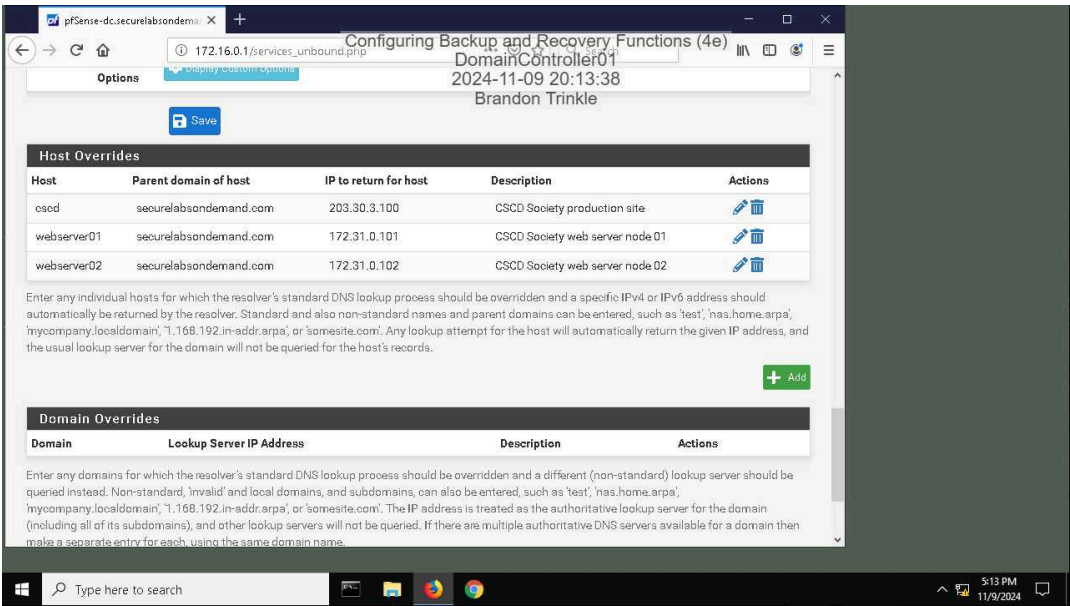 pfSense-dc.securelabsondema
172.16.0.1/services_unbound.php
Search
Configuring Backup and Recovery Functions (4e)
DomainController01
2024-11-09 20:13:38
Brandon Trinkle
Options
Display Custom Options
Save
Host Overrides
Host Parent domain of host IP to return for host Description Actions
cscd securelabsondemand.com 203.30.3.100 CSCD Society production site
webserver01 securelabsondemand.com 172.31.0.101 CSCD Society web server node 01
webserver02 securelabsondemand.com 172.31.0.102 CSCD Society web server node 02
Enter any individual hosts for which the resolver's standard DNS lookup process should be overridden and a specific IPv4 or IPv6 address should
automatically be returned by the resolver. Standard and also non-standard names and parent domains can be entered, such as 'test', 'nas.home.arpa',
'mycompany.localdomain', '1.168.192.in-addr.arpa', or 'somesite.com'. Any lookup attempt for the host will automatically return the given IP address, and
the usual lookup server for the domain will not be queried for the host's records.
Add
Domain Overrides
Domain Lookup Server IP Address Description Actions
Enter any domains for which the resolver's standard DNS lookup process should be overridden and a different (non-standard) lookup server should be
queried instead. Non-standard, 'invalid' and local domains, and subdomains, can also be entered, such as 'test', 'nas.home.arpa',
'mycompany.localdomain', '1.168.192.in-addr.arpa', or 'somesite.com'. The IP address is treated as the authoritative lookup server for the domain
(including all of its subdomains), and other lookup servers will not be queried. If there are multiple authoritative DNS servers available for a domain then
make a separate entry for each, using the same domain name.
Type here to search
5:13 PM
11/9/2024